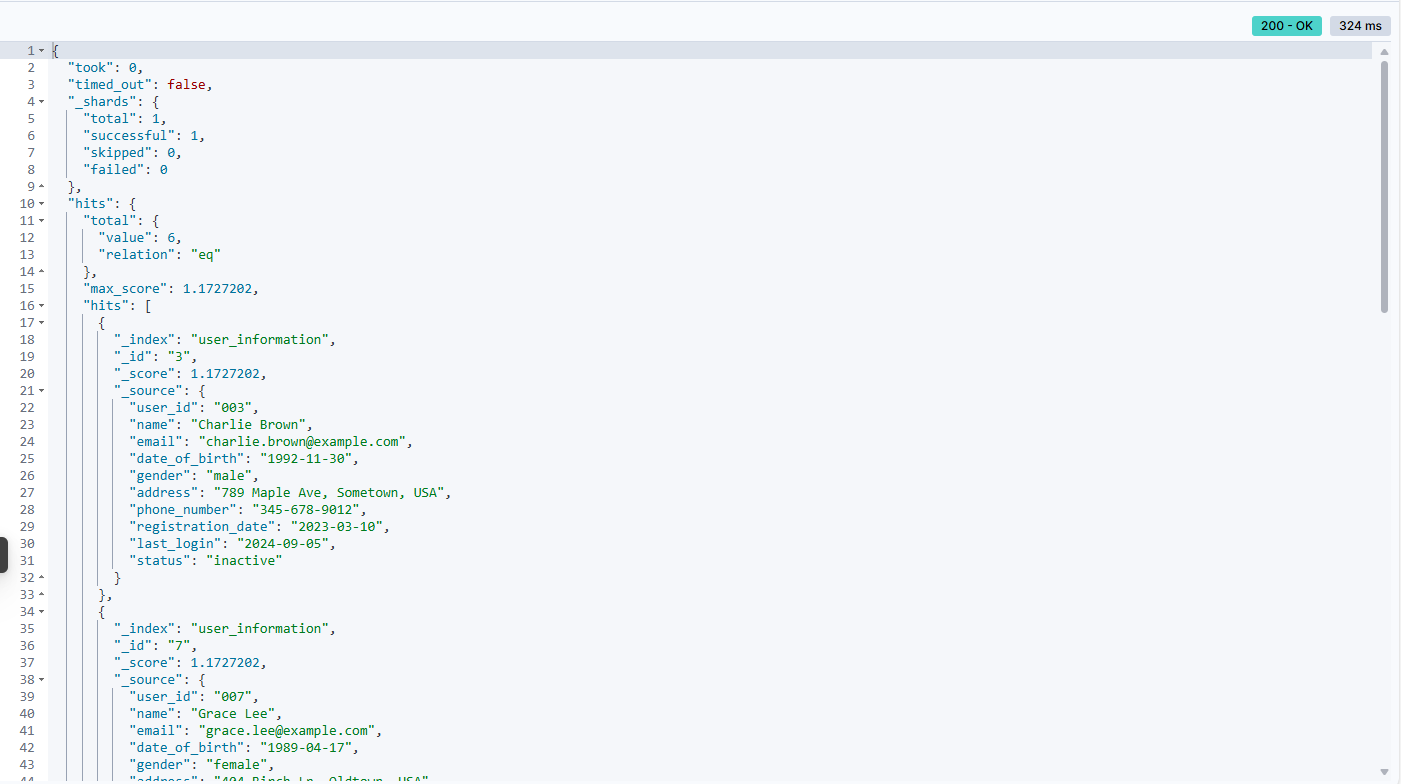 200 - OK 324 ms
1 {
2 "took": 0,
3 "timed_out": false,
4 "_shards": {
5 "total": 1,
6 "successful": 1,
7 "skipped": 0,
8 "failed": 0
9 },
10 "hits": {
11 "total": {
12 "value": 6,
13 "relation": "eq"
14 },
15 "max_score": 1.1727202,
16 "hits": [
17 {
18 "_index": "user_information",
19 "_id": "3",
20 "_score": 1.1727202,
21 "_source": {
22 "user_id": "003",
23 "name": "Charlie Brown",
24 "email": "charlie.brown@example.com",
25 "date_of_birth": "1992-11-30",
26 "gender": "male",
27 "address": "789 Maple Ave, Sometown, USA",
28 "phone_number": "345-678-9012",
29 "registration_date": "2023-03-10",
30 "last_login": "2024-09-05",
31 "status": "inactive"
32 }
33 },
34 {
35 "_index": "user_information",
36 "_id": "7",
37 "_score": 1.1727202,
38 "_source": {
39 "user_id": "007",
40 "name": "Grace Lee",
41 "email": "grace.lee@example.com",
42 "date_of_birth": "1989-04-17",
43 "gender": "female",
44 "address": "404 Birch Ln, Oldtown, USA"